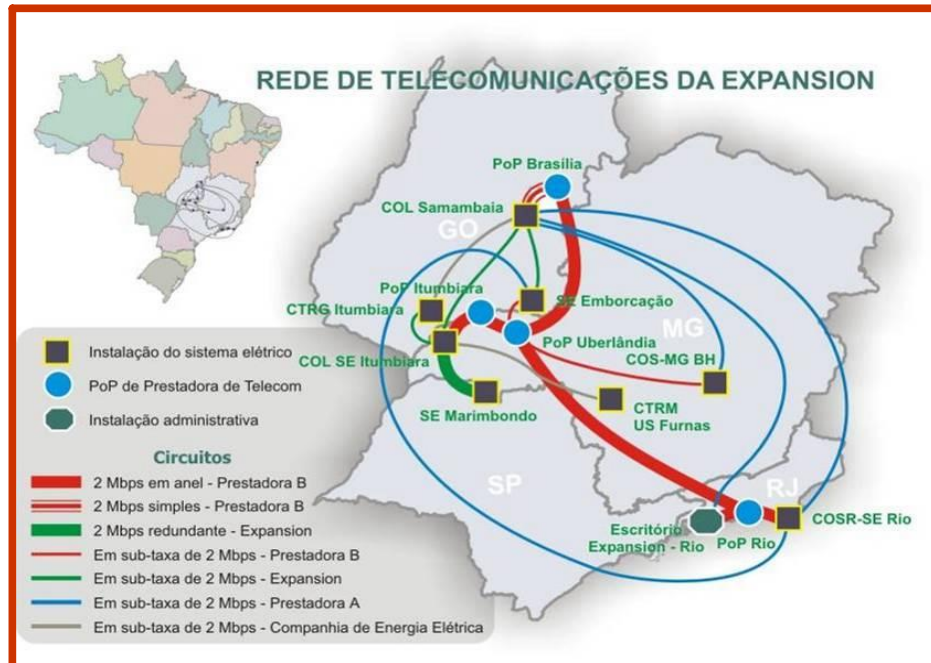 REDE DE TELECOMUNICAÇÕES DA EXPANSION
PoP Brasília
COL Samambaia
GO
PoP Itumbiara
CTRG Itumbiara
SE Emborcação
MG
PoP Uberlândia
COL SE Itumbiara
COS-MG BH
SE Marimbondo
CTRM
US Furnas
SP
RJ
Escritório
Expansion - Rio
PoP Rio
COSR-SE Rio
Instalação do sistema elétrico
PoP de Prestadora de Telecom
Instalação administrativa
Circuitos
2 Mbps em anel - Prestadora B
2 Mbps simples - Prestadora B
2 Mbps redundante - Expansion
Em sub-taxa de 2 Mbps - Prestadora B
Em sub-taxa de 2 Mbps - Expansion
Em sub-taxa de 2 Mbps - Prestadora A
Em sub-taxa de 2 Mbps - Companhia de Energia Elétrica